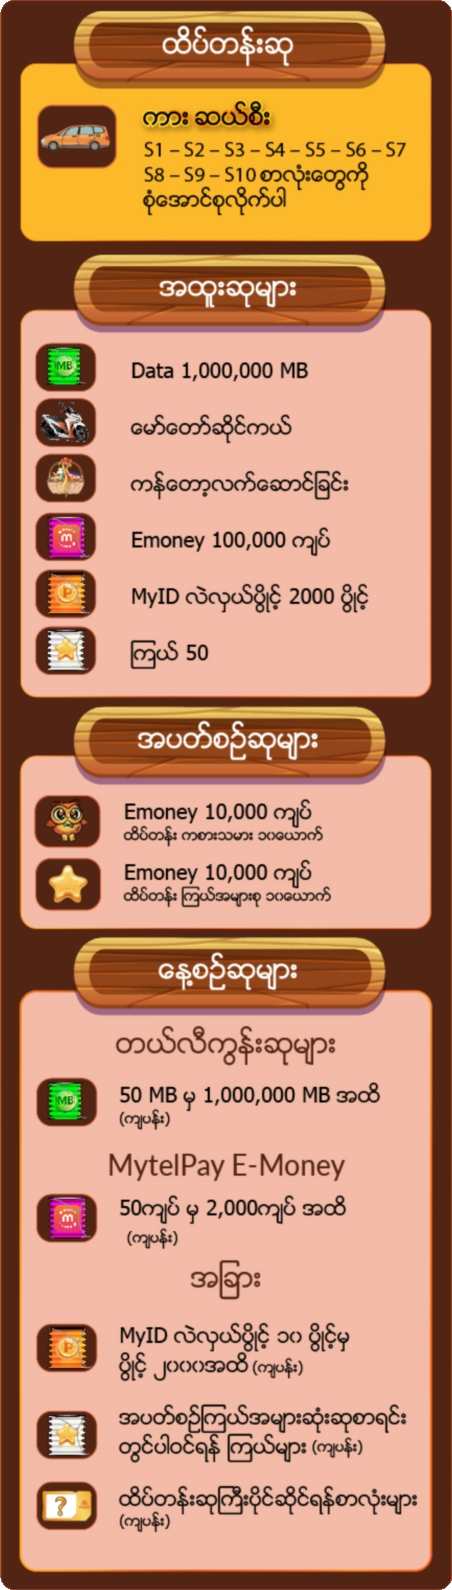 ထိပ်တန်းဆု
ကား ဆယ်စီး
S1 – S2 – S3 – S4 – S5 – S6 – S7
S8 – S9 – S10 စာလုံးတွေကို
စုံအောင်စုလိုက်ပါ
အထူးဆုများ
MB
Data 1,000,000 MB
မော်တော်ဆိုင်ကယ်
ကန်တော့လက်ဆောင်ခြင်း
m
Emoney 100,000 ကျပ်
P
MyID လဲလှယ်ပွိုင့် 2000 ပွိုင့်
ကြယ် 50
အပတ်စဉ်ဆုများ
Emoney 10,000 ကျပ်
ထိပ်တန်း ကစားသမား ၁၀ယောက်
Emoney 10,000 ကျပ်
ထိပ်တန်း ကြယ်အများစု ၁၀ယောက်
နေ့စဉ်ဆုများ
တယ်လီကွန်းဆုများ
MB
50 MB မှ 1,000,000 MB အထိ
(ကျပန်း)
MytelPay E-Money
m
50ကျပ် မှ 2,000ကျပ် အထိ
(ကျပန်း)
အခြား
P
MyID လဲလှယ်ပွိုင့် ၁၀ ပွိုင့်မှ
ပွိုင့် ၂၀၀၀အထိ (ကျပန်း)
အပတ်စဉ်ကြယ်အများဆုံးဆုစာရင်း
တွင်ပါဝင်ရန် ကြယ်များ (ကျပန်း)
?
ထိပ်တန်းဆုကြီးပိုင်ဆိုင်ရန်စာလုံးများ
(ကျပန်း)